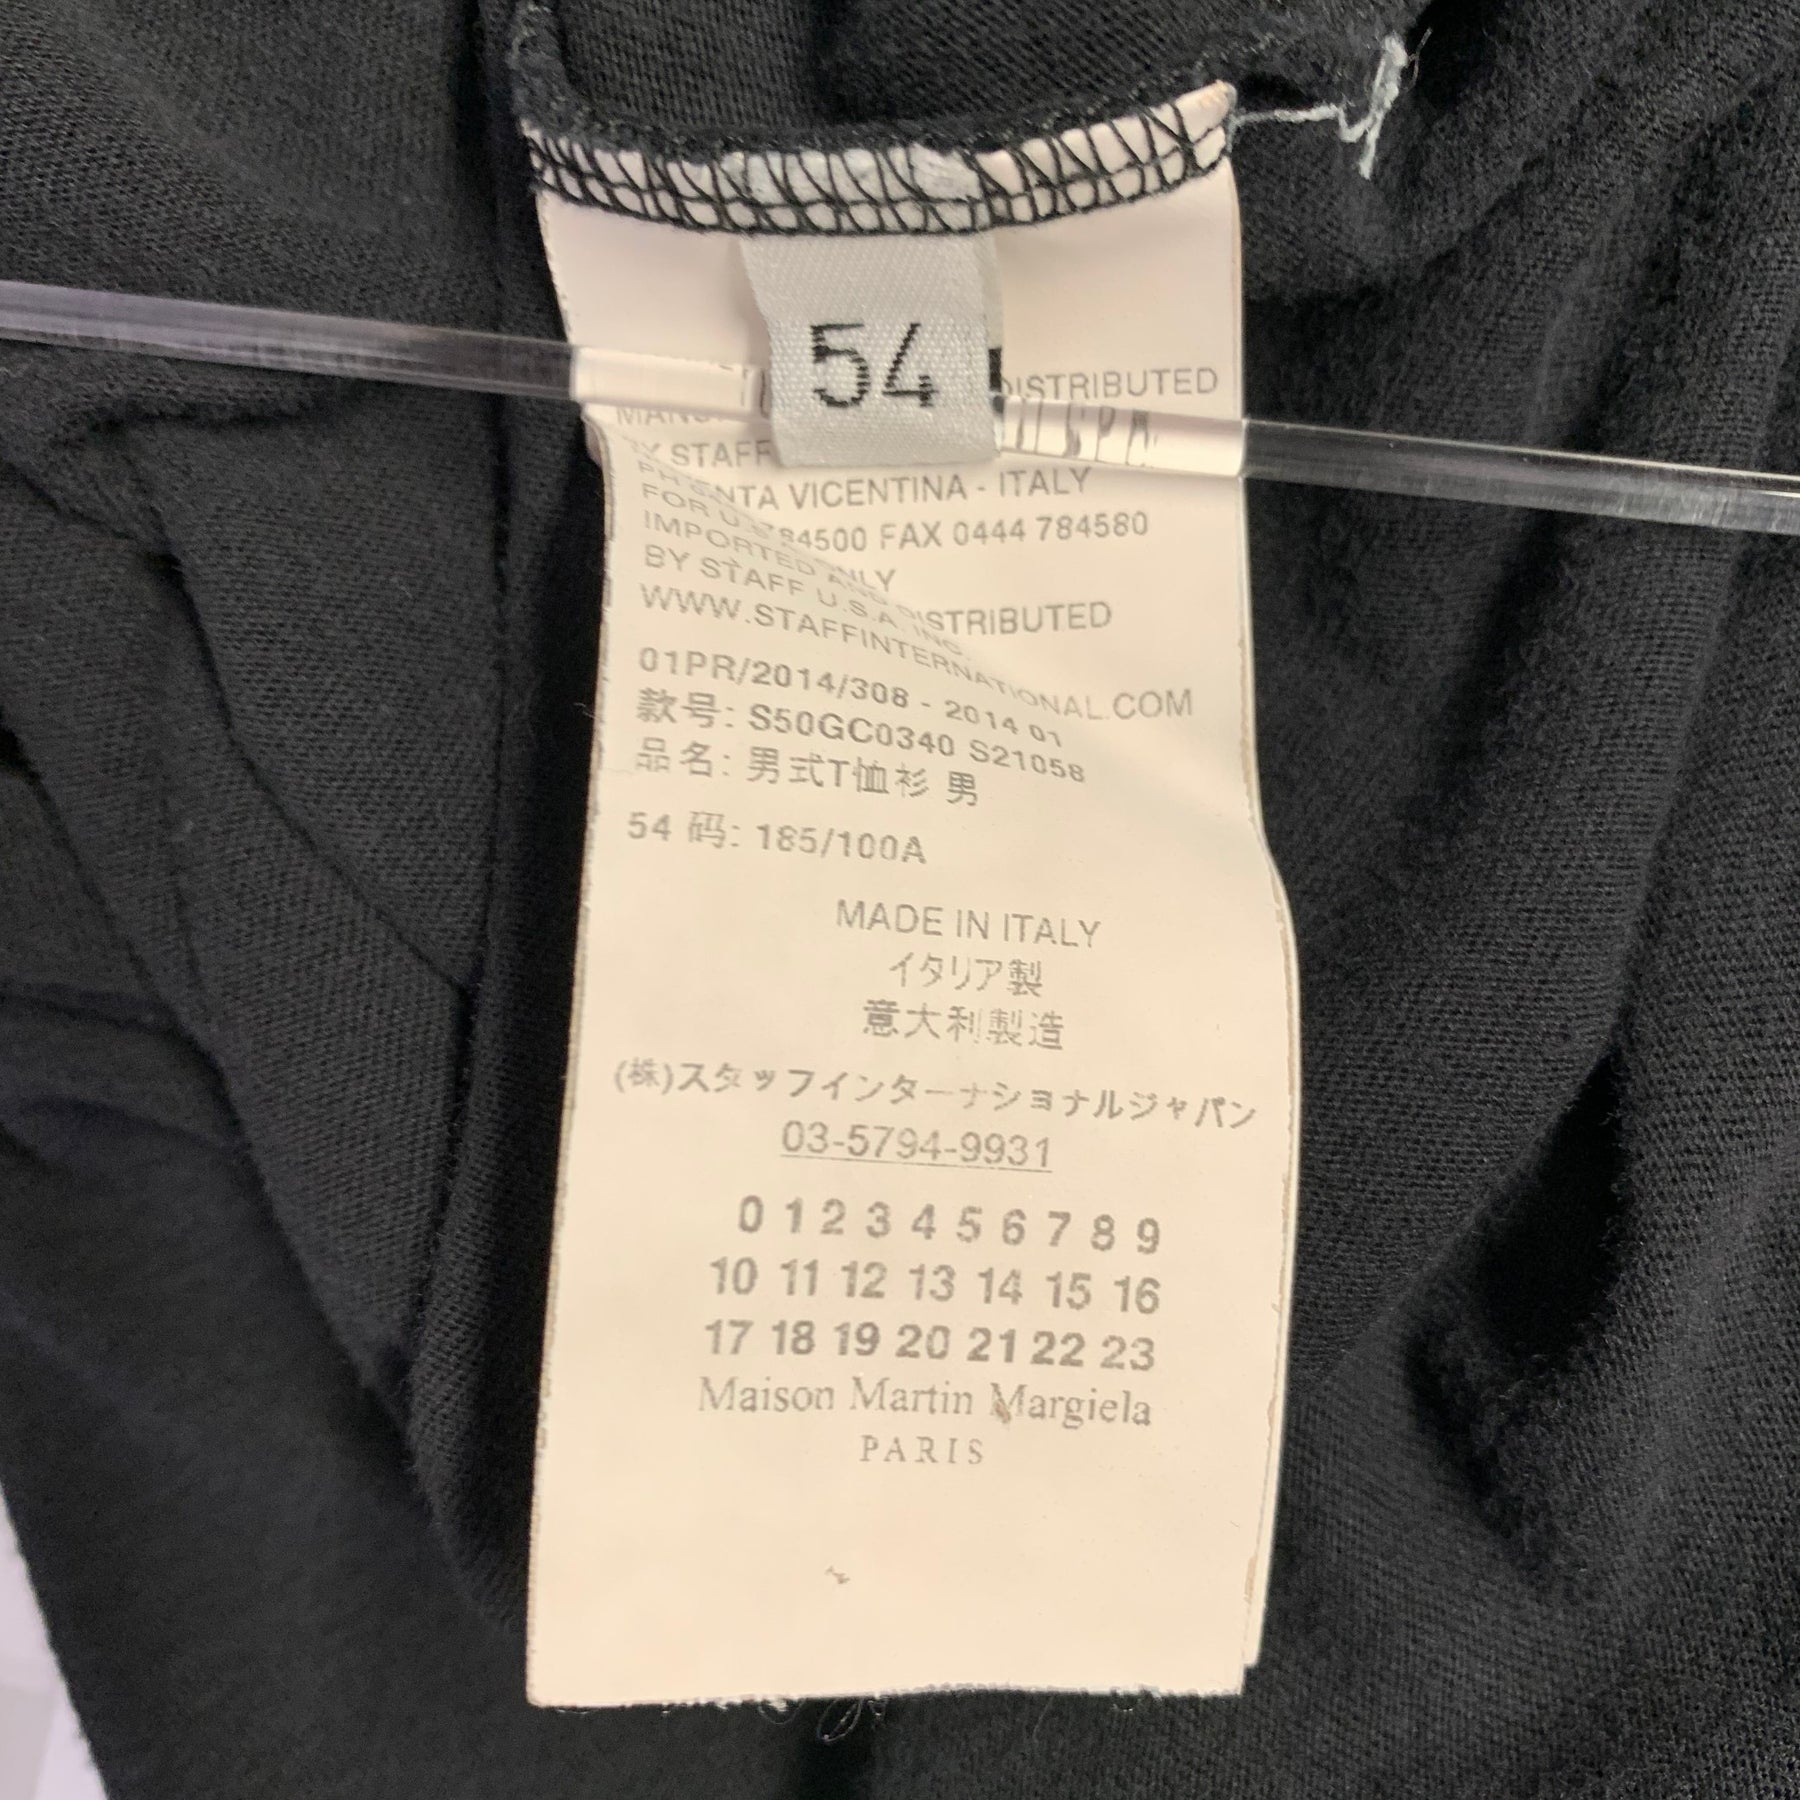 54
DISTRIBUTED
BY STAFF
VICENTINA - ITALY
84500 FAX 0444 784580
FOR
IMPORTED AND DISTRIBUTED
BY STAFF U.S.A. INC.
WWW.STAFFINTERNATIONAL.COM
01PR/2014/308 - 2014 01
款号: S50GC0340 S21058
品名: 男式T恤衫 男
54 码: 185/100A
MADE IN ITALY
イタリア製
意大利製造
(株)スタッフインターナショナルジャパン
03-5794-9931
0 1 2 3 4 5 6 7 8 9
10 11 12 13 14 15 16
17 18 19 20 21 22 23
Maison Martin Margiela
PARIS